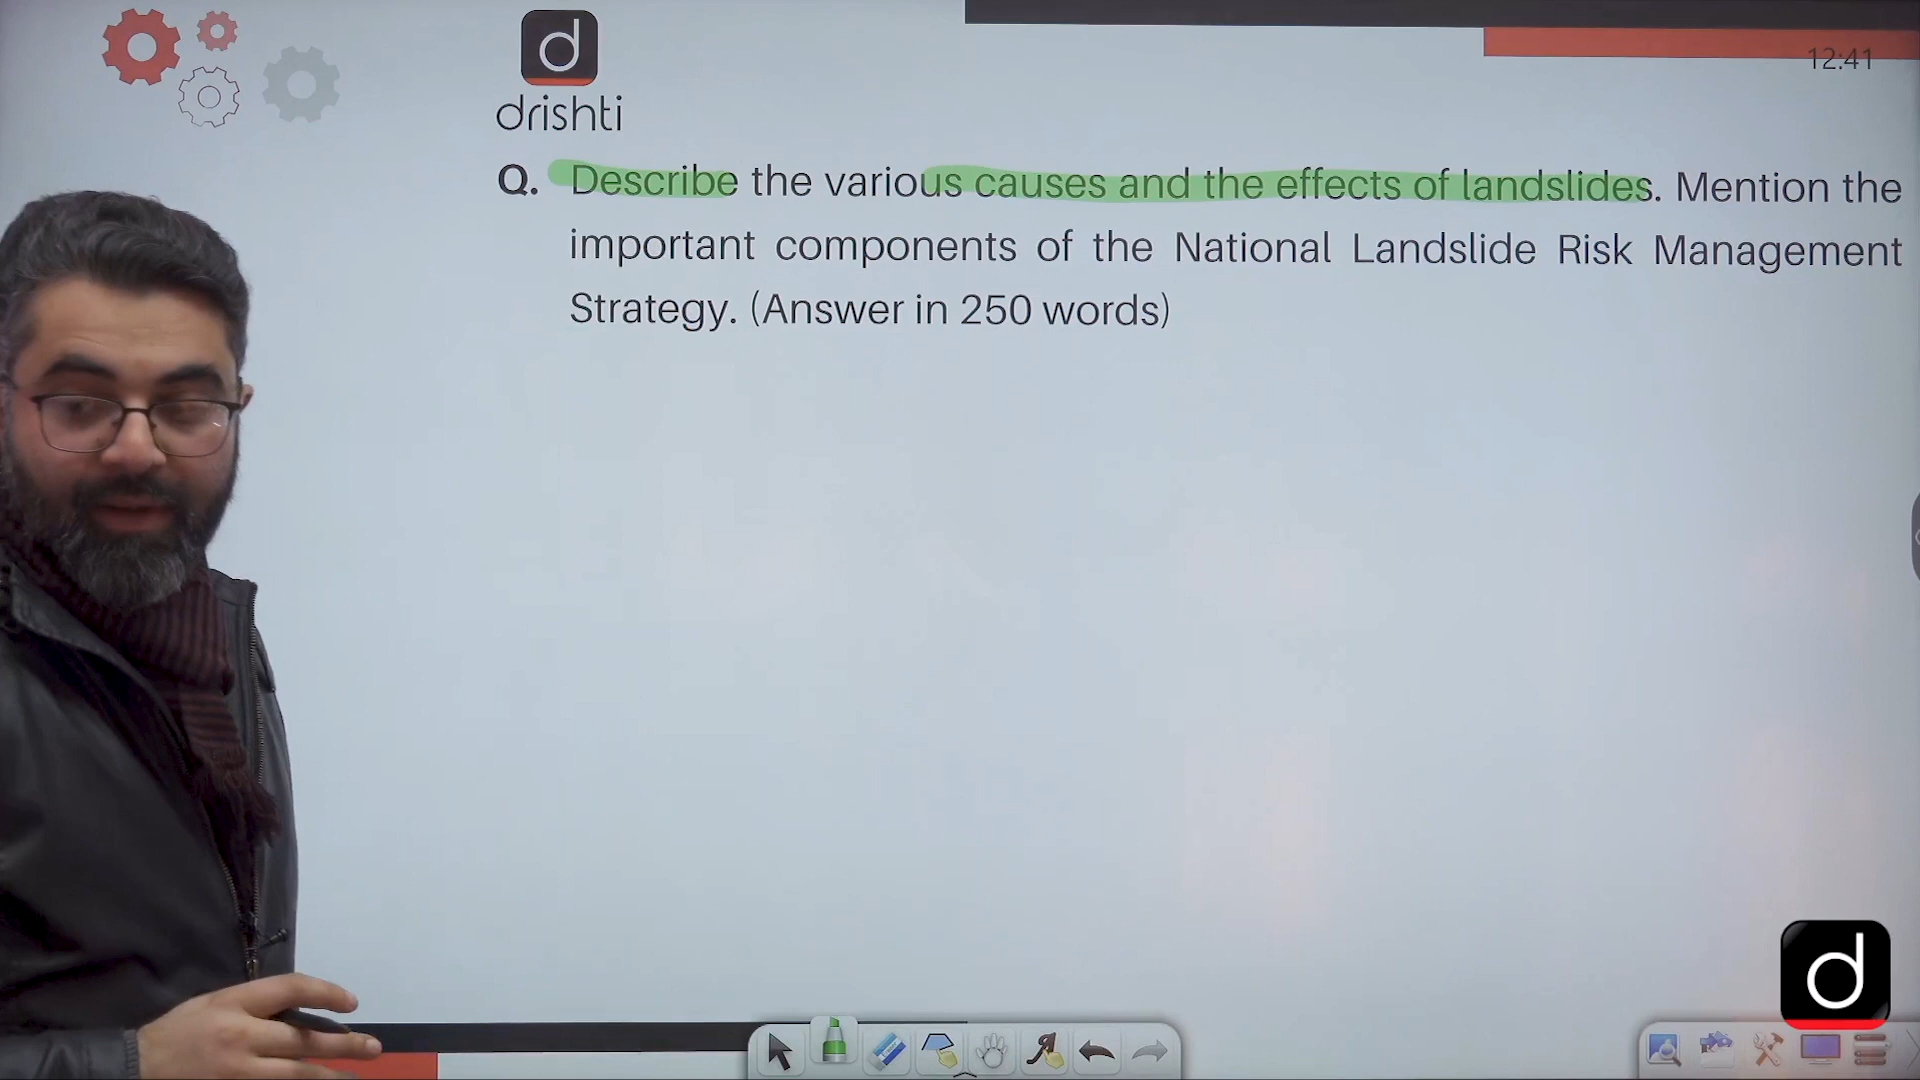 d
drishti
12:41
Q. Describe the various causes and the effects of landslides. Mention the
important components of the National Landslide Risk Management
Strategy. (Answer in 250 words)
d